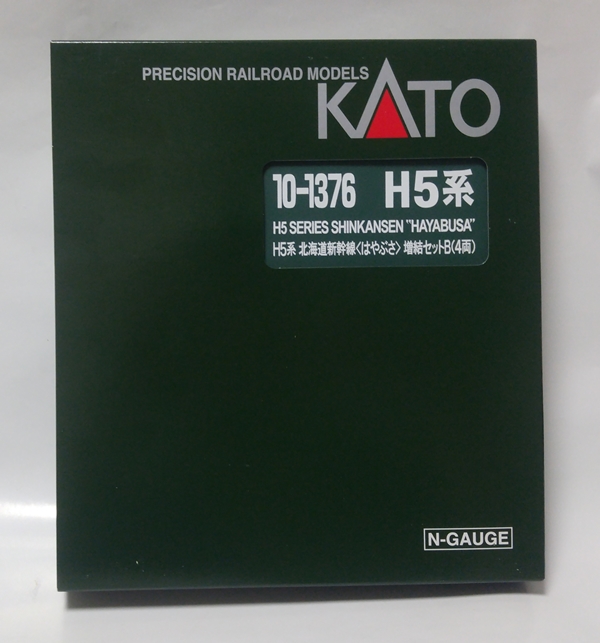 PRECISION RAILROAD MODELS
KATO
10-1376 H5系
H5 SERIES SHINKANSEN "HAYABUSA"
H5系 北海道新幹線〈はやぶさ〉 増結セットB(4両)
N-GAUGE